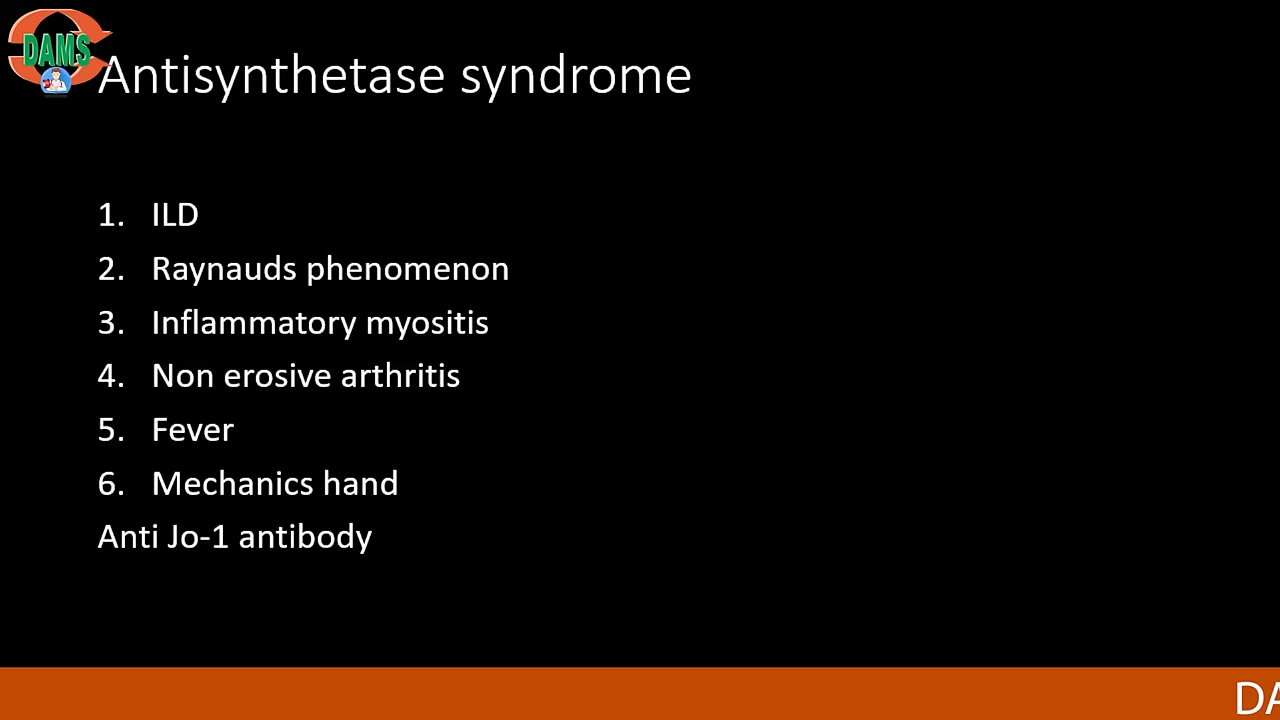 DAMS
Antisynthetase syndrome
1. ILD
2. Raynauds phenomenon
3. Inflammatory myositis
4. Non erosive arthritis
5. Fever
6. Mechanics hand
Anti Jo-1 antibody
DA